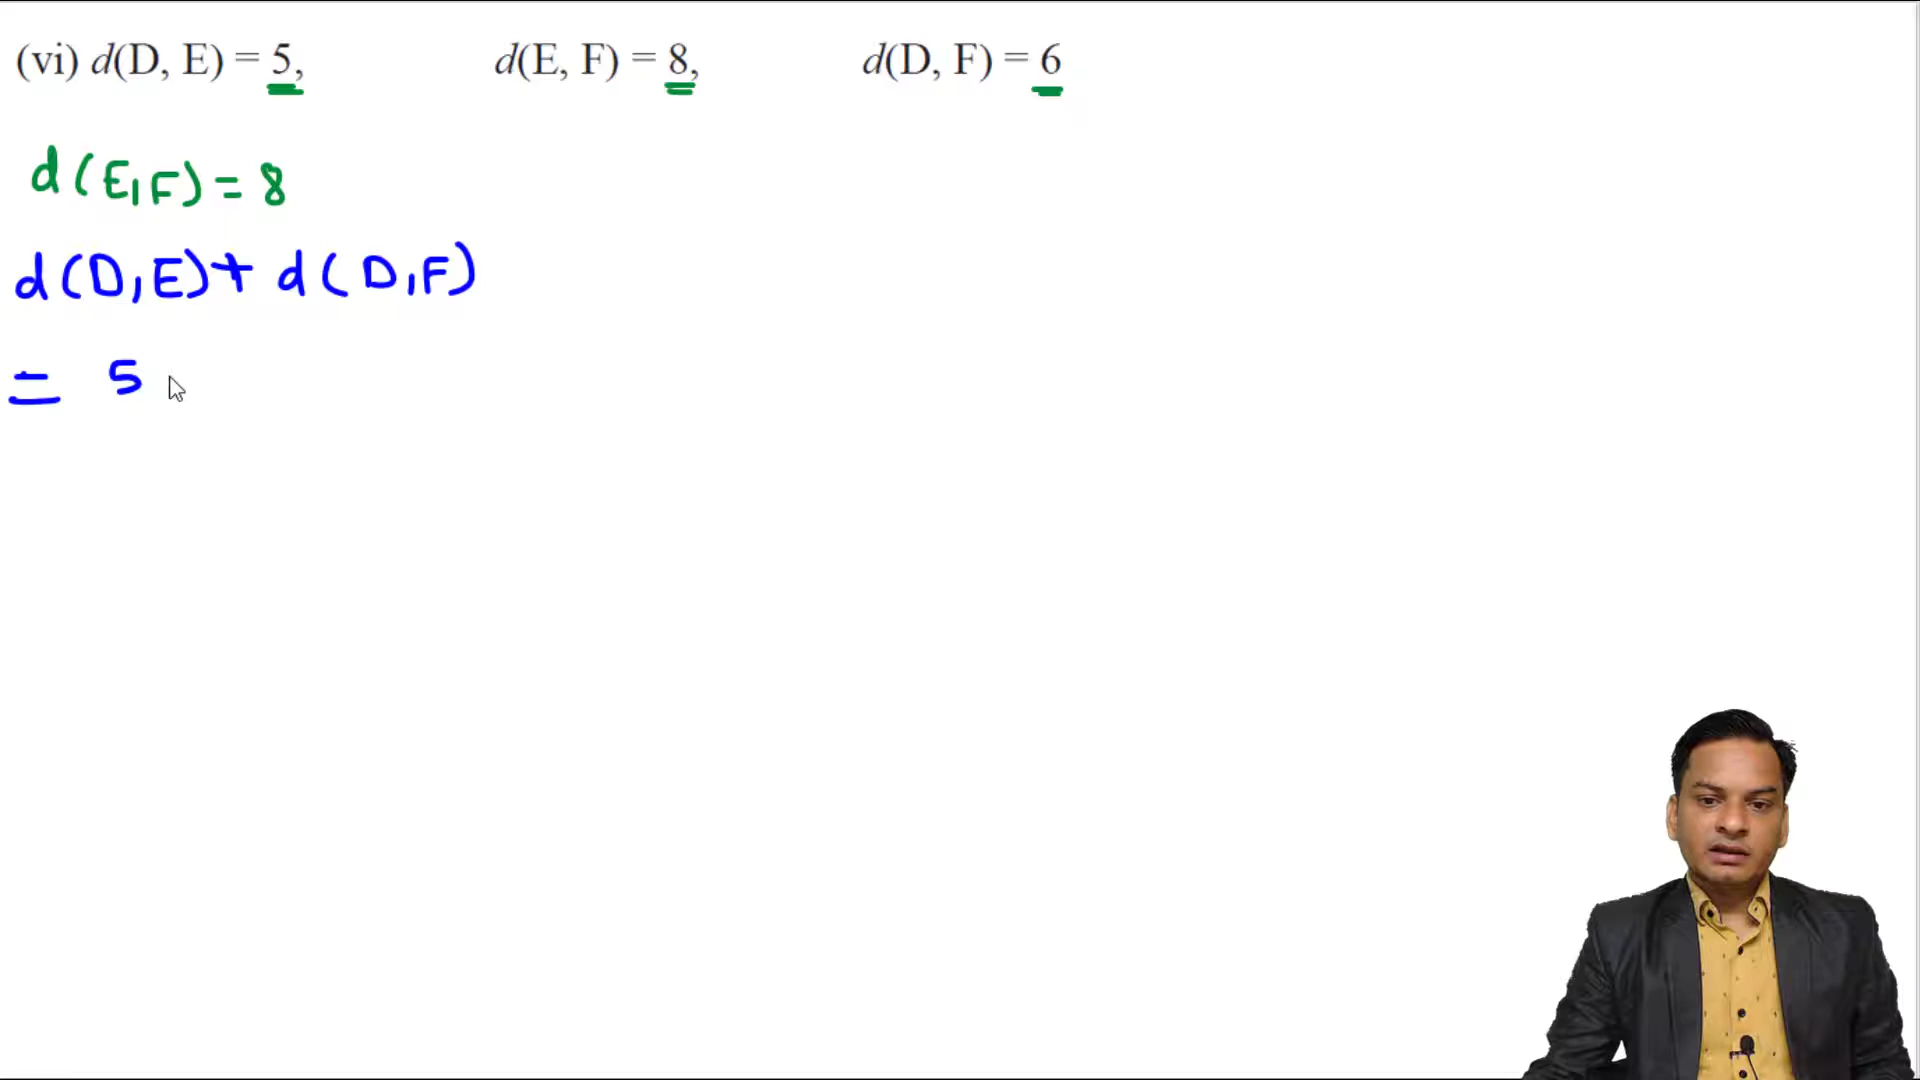 (vi) d(D, E) = 5, d(E, F) = 8, d(D, F) = 6
d(E,F) = 8
d(D,E) + d(D,F)
= 5